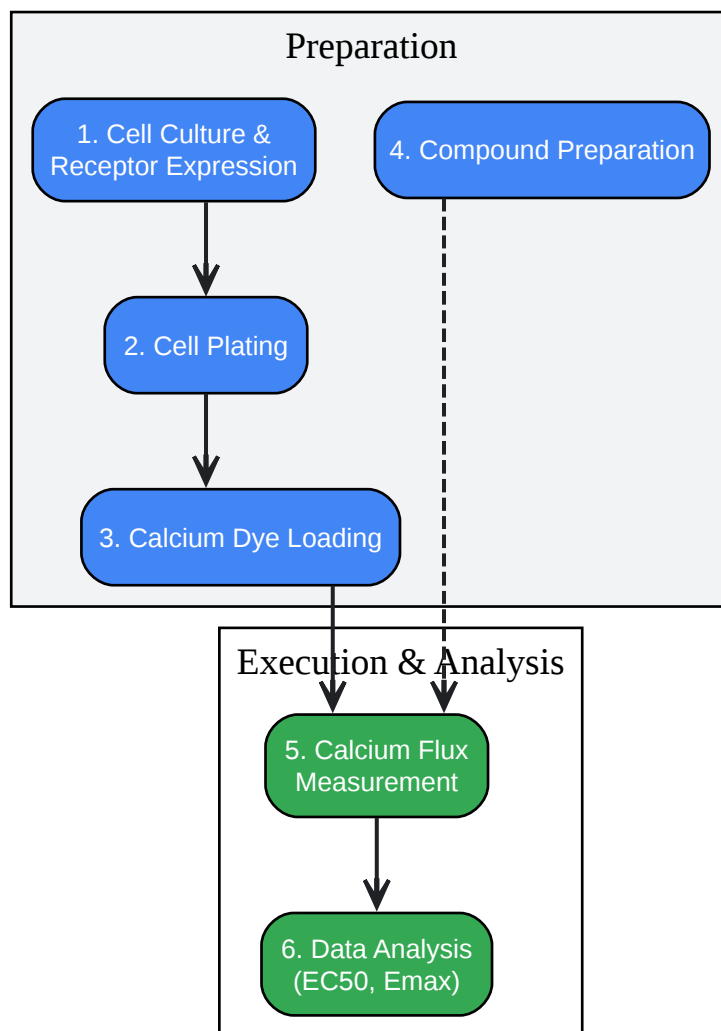 Preparation
1. Cell Culture &
Receptor Expression
4. Compound Preparation
2. Cell Plating
3. Calcium Dye Loading
Execution & Analysis
5. Calcium Flux
Measurement
6. Data Analysis
(EC50, Emax)